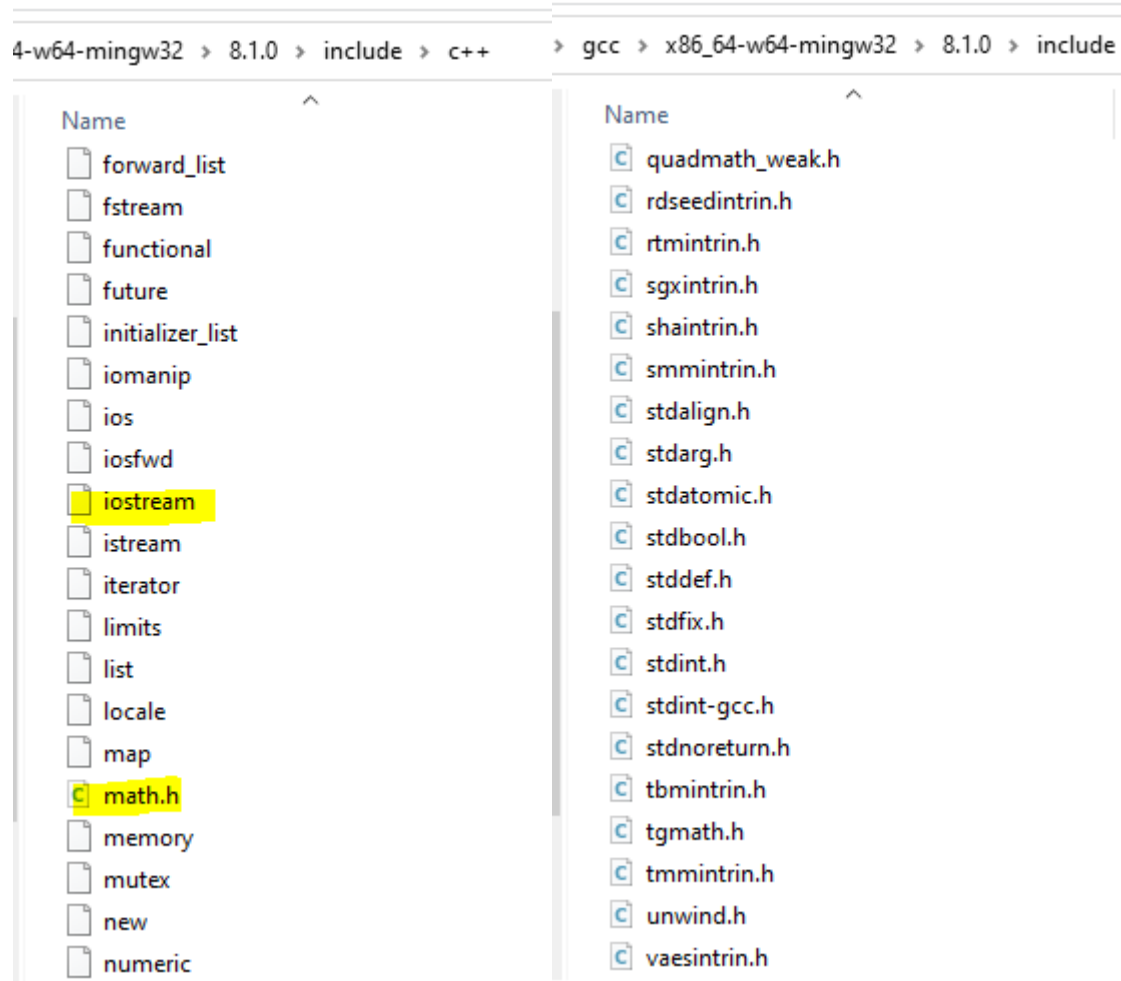 4-w64-mingw32 > 8.1.0 > include > c++
Name
forward_list
fstream
functional
future
initializer_list
iomanip
ios
iosfwd
iostream
istream
iterator
limits
list
locale
map
math.h
memory
mutex
new
numeric
> gcc > x86_64-w64-mingw32 > 8.1.0 > include
Name
quadmath_weak.h
rdseedintrin.h
rtmintrin.h
sgxintrin.h
shaintrin.h
smmintrin.h
stdalign.h
stdarg.h
stdatomic.h
stdbool.h
stddef.h
stdfix.h
stdint.h
stdint-gcc.h
stdnoreturn.h
tbmintrin.h
tgmath.h
tmmintrin.h
unwind.h
vaesintrin.h